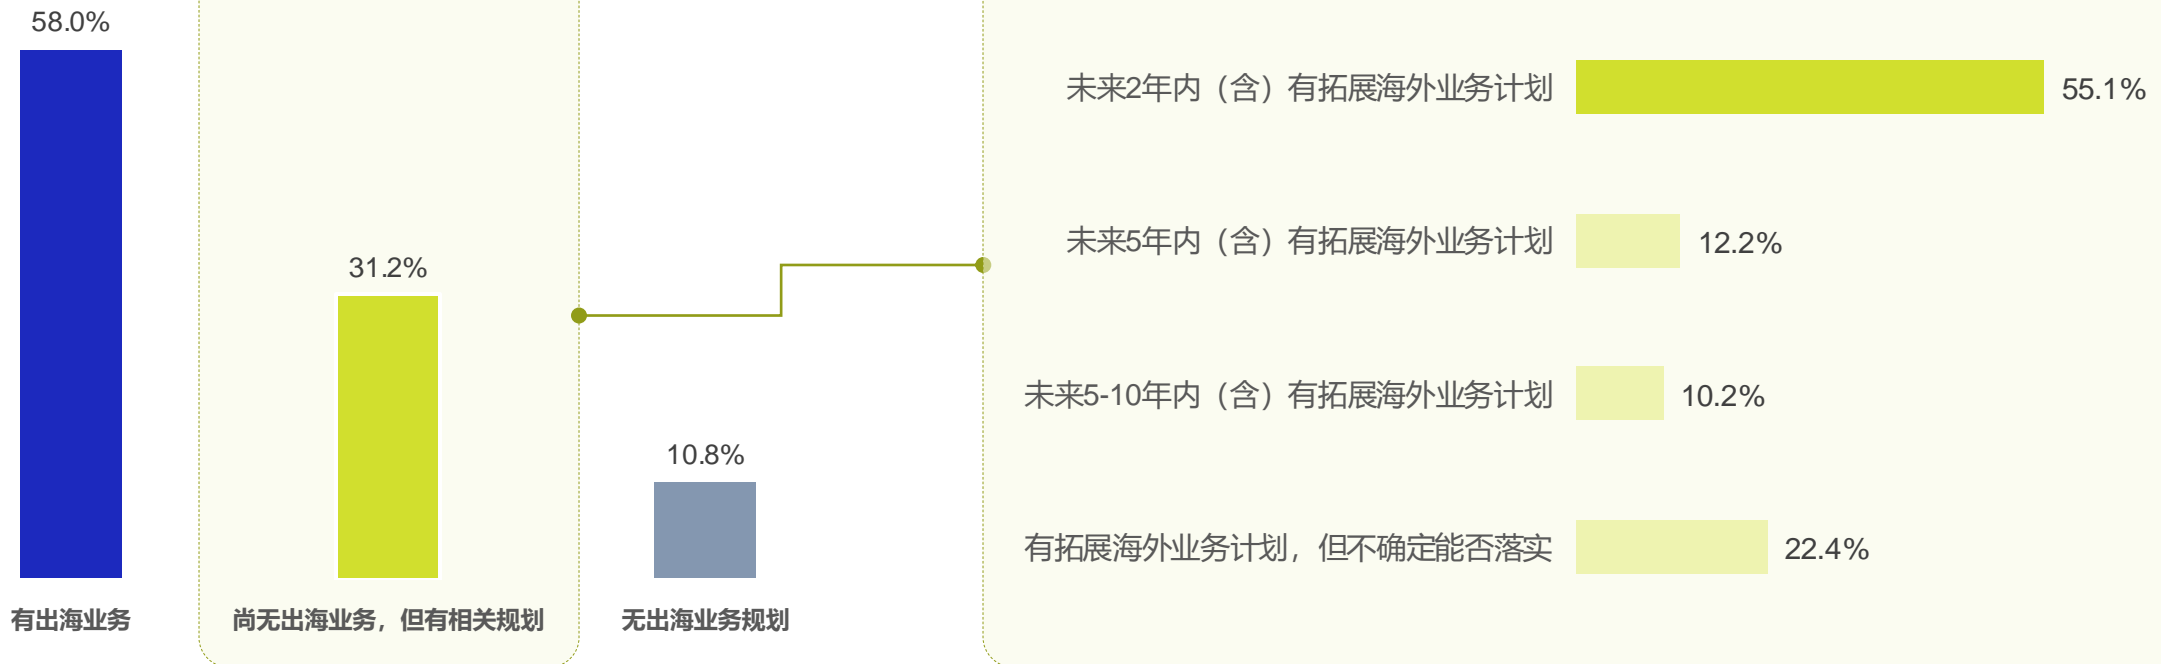 58.0%
31.2%
10.8%
有出海业务
尚无出海业务，但有相关规划
无出海业务规划
未来2年内（含）有拓展海外业务计划
55.1%
未来5年内（含）有拓展海外业务计划
12.2%
未来5-10年内（含）有拓展海外业务计划
10.2%
有拓展海外业务计划，但不确定能否落实
22.4%